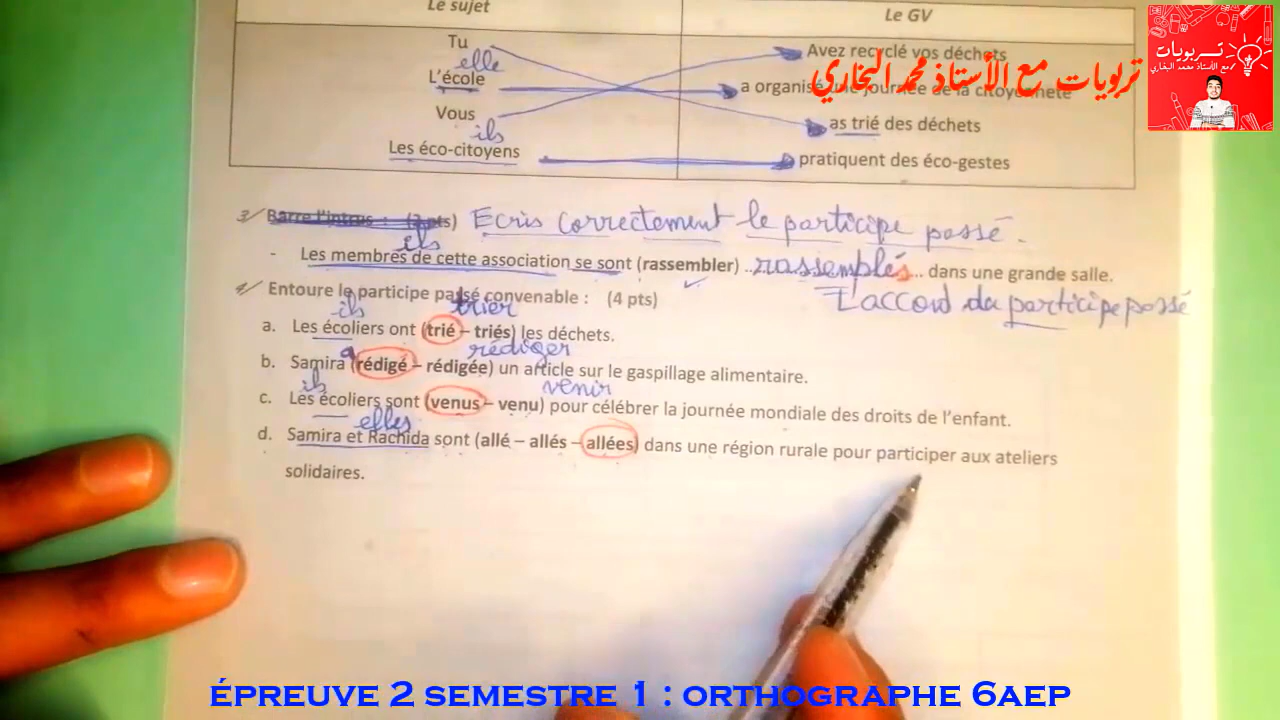 Le sujet
Le GV
Tu
Avez recyclé vos déchets
elle
L'école
a organisé une journée de la citoyenneté
Vous
as trié des déchets
ils
Les éco-citoyens
pratiquent des éco-gestes
تربويات مع الأستاذ محمد البخاري
تربويات
مع الأستاذ محمد البخاري
3/ Barre l'intrus : (2 pts) Ecris correctement le participe passé.
ils
- Les membres de cette association se sont (rassembler) ...rassemplés... dans une grande salle.
L'accord du participe passé
4/ Entoure le participe passé convenable : (4 pts)
ils trier
a. Les écoliers ont (trié – triés) les déchets.
rédiger
b. Samira a (rédigé – rédigée) un article sur le gaspillage alimentaire.
ils venir
c. Les écoliers sont (venus – venu) pour célébrer la journée mondiale des droits de l'enfant.
elles
d. Samira et Rachida sont (allé – allés – allées) dans une région rurale pour participer aux ateliers
solidaires.
ÉPREUVE 2 SEMESTRE 1 : ORTHOGRAPHE 6AEP